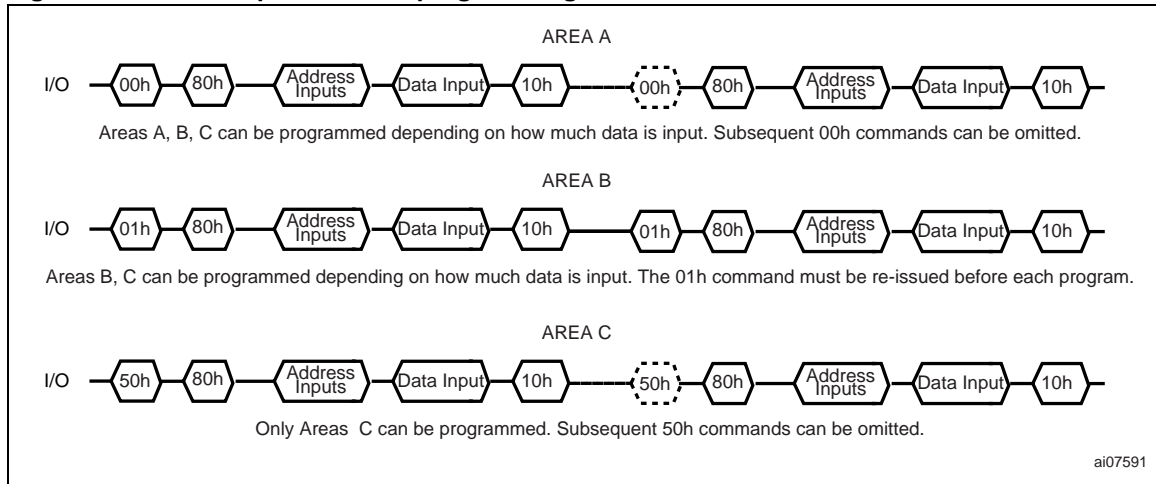 AREA A
I/O 00h 80h Address Inputs Data Input 10h 00h 80h Address Inputs Data Input 10h
Areas A, B, C can be programmed depending on how much data is input. Subsequent 00h commands can be omitted.
AREA B
I/O 01h 80h Address Inputs Data Input 10h 01h 80h Address Inputs Data Input 10h
Areas B, C can be programmed depending on how much data is input. The 01h command must be re-issued before each program.
AREA C
I/O 50h 80h Address Inputs Data Input 10h 50h 80h Address Inputs Data Input 10h
Only Areas C can be programmed. Subsequent 50h commands can be omitted.
ai07591